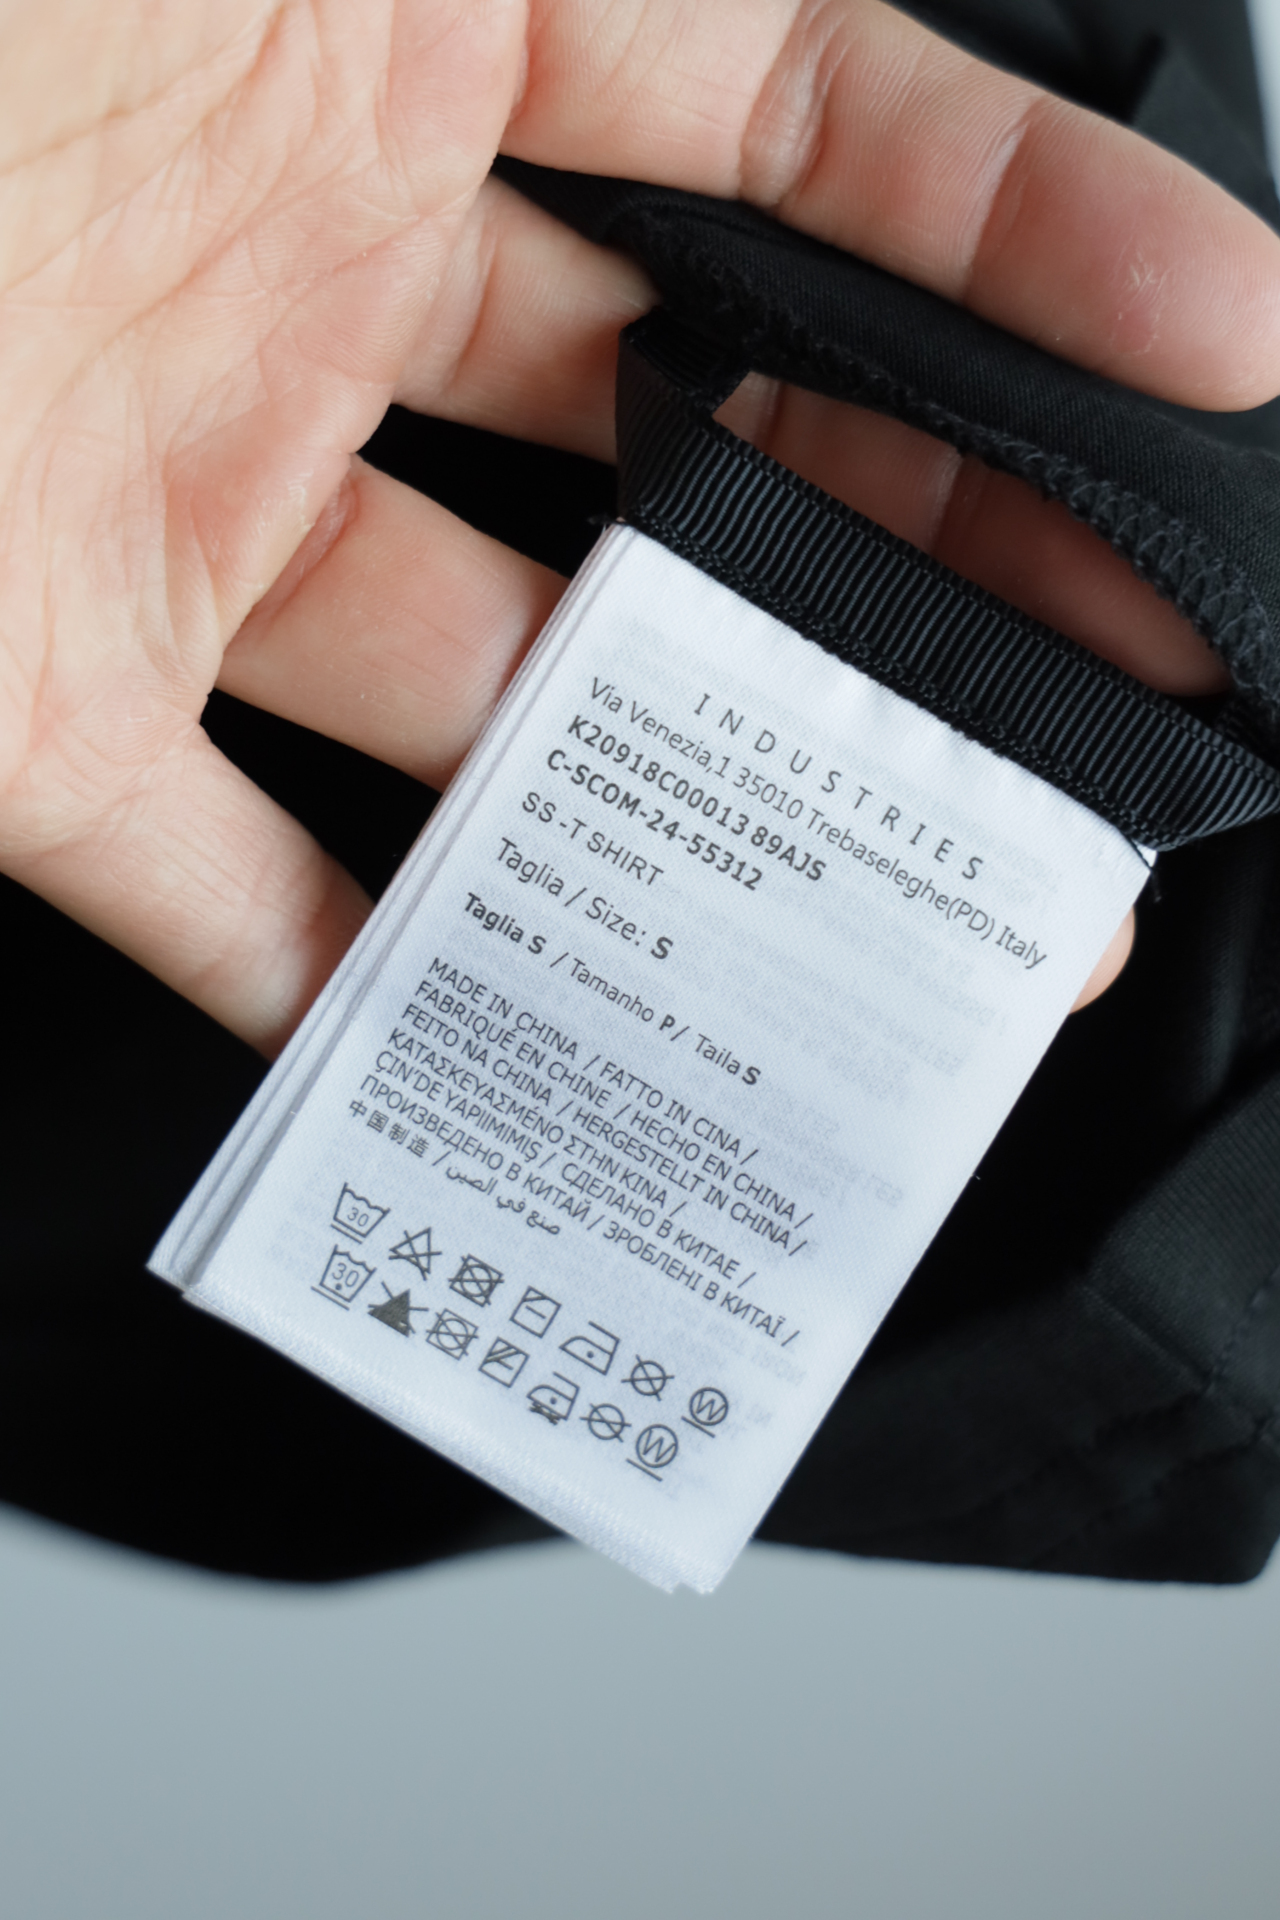 INDUSTRIES
Via Venezia,1 35010 Trebaseleghe(PD) Italy
K20918C00013 89AJS
C-SCOM-24-55312
SS-T SHIRT
Taglia / Size: S
Taglia S / Tamanho P / Taila S
MADE IN CHINA / FATTO IN CINA /
FABRIQUÉ EN CHINE / HECHO EN CHINA /
FEITO NA CHINA / HERGESTELLT IN CHINA /
ΚΑΤΑΣΚΕΥΑΣΜΈΝΟ ΣΤΗΝ ΚΙΝΑ /
ÇIN'DE YAPIIMIMIŞ / СДЕЛАНО В КИТАЕ /
ПРОИЗВЕДЕНО В КИТАЙ / ЗРОБЛЕНІ В КИТАЇ /
中国制造 / صنع في الصين
30
W
30
W